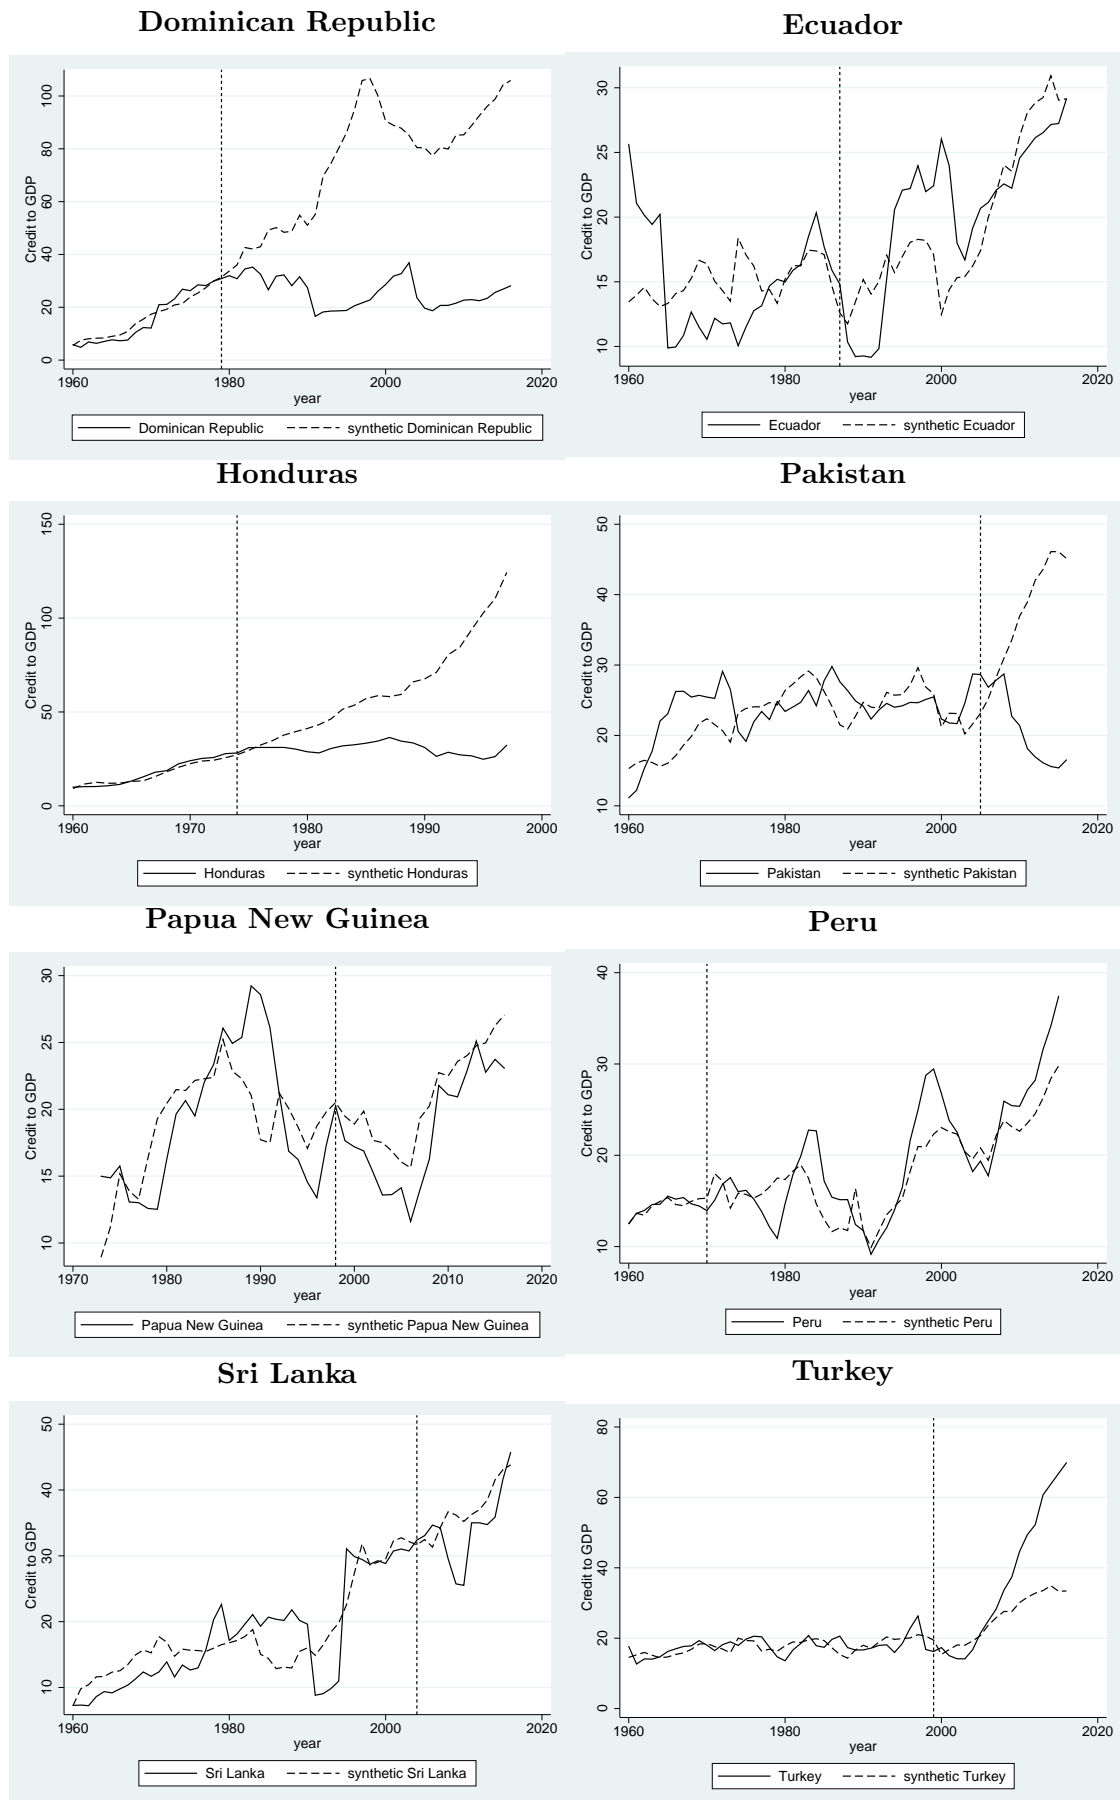 Dominican Republic
Credit to GDP
100
80
60
40
20
0
1960 1980 2000 2020
year
Dominican Republic synthetic Dominican Republic
Ecuador
Credit to GDP
30
25
20
15
10
1960 1980 2000 2020
year
Ecuador synthetic Ecuador
Honduras
Credit to GDP
150
100
50
0
1960 1970 1980 1990 2000
year
Honduras synthetic Honduras
Pakistan
Credit to GDP
50
40
30
20
10
1960 1980 2000 2020
year
Pakistan synthetic Pakistan
Papua New Guinea
Credit to GDP
30
25
20
15
10
1970 1980 1990 2000 2010 2020
year
Papua New Guinea synthetic Papua New Guinea
Peru
Credit to GDP
40
30
20
10
1960 1980 2000 2020
year
Peru synthetic Peru
Sri Lanka
Credit to GDP
50
40
30
20
10
1960 1980 2000 2020
year
Sri Lanka synthetic Sri Lanka
Turkey
Credit to GDP
80
60
40
20
0
1960 1980 2000 2020
year
Turkey synthetic Turkey